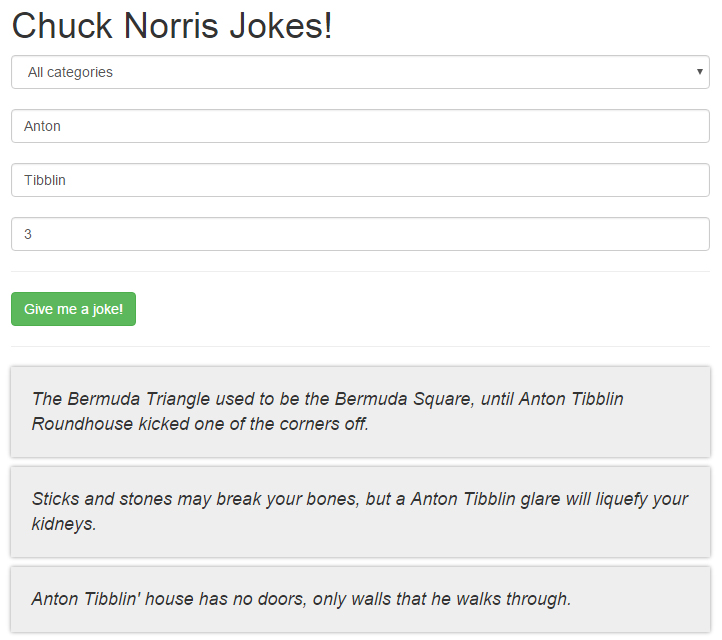 Chuck Norris Jokes!
All categories
Anton
Tibblin
3
Give me a joke!
The Bermuda Triangle used to be the Bermuda Square, until Anton Tibblin
Roundhouse kicked one of the corners off.
Sticks and stones may break your bones, but a Anton Tibblin glare will liquefy your
kidneys.
Anton Tibblin' house has no doors, only walls that he walks through.